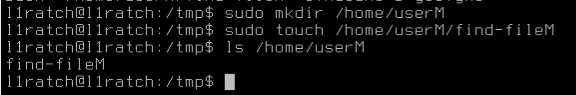 l1ratch@l1ratch:/tmp$ sudo mkdir /home/userM
l1ratch@l1ratch:/tmp$ sudo touch /home/userM/find-fileM
l1ratch@l1ratch:/tmp$ ls /home/userM
find-fileM
l1ratch@l1ratch:/tmp$